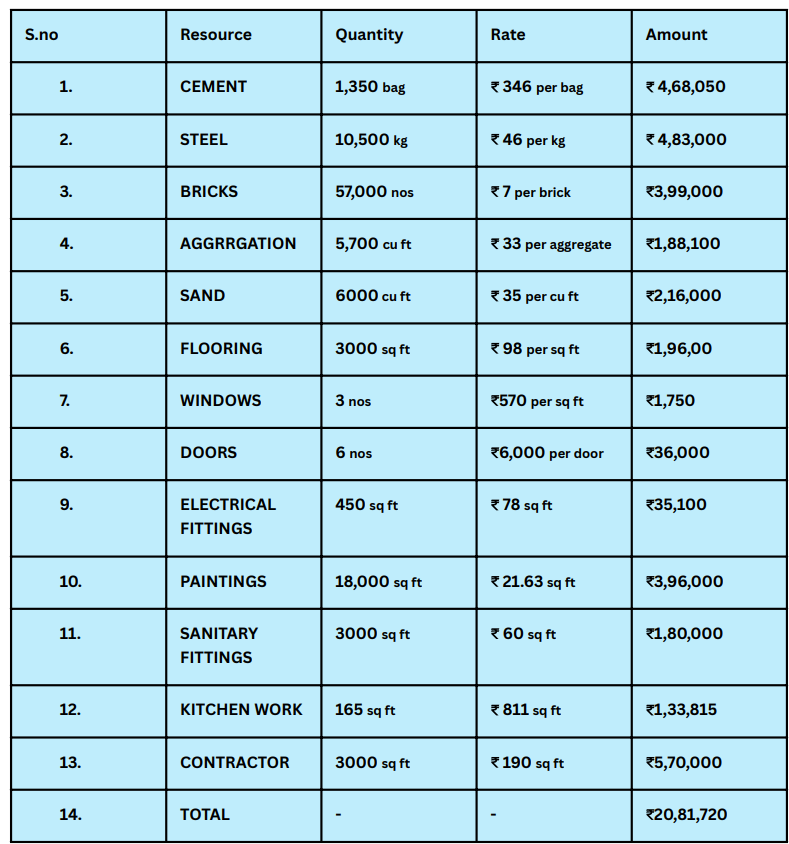 S.no Resource Quantity Rate Amount
1. CEMENT 1,350 bag ₹ 346 per bag ₹ 4,68,050
2. STEEL 10,500 kg ₹ 46 per kg ₹ 4,83,000
3. BRICKS 57,000 nos ₹ 7 per brick ₹3,99,000
4. AGGRRGATION 5,700 cu ft ₹ 33 per aggregate ₹1,88,100
5. SAND 6000 cu ft ₹ 35 per cu ft ₹2,16,000
6. FLOORING 3000 sq ft ₹ 98 per sq ft ₹1,96,00
7. WINDOWS 3 nos ₹570 per sq ft ₹1,750
8. DOORS 6 nos ₹6,000 per door ₹36,000
9. ELECTRICAL 450 sq ft ₹ 78 sq ft ₹35,100
FITTINGS
10. PAINTINGS 18,000 sq ft ₹ 21.63 sq ft ₹3,96,000
11. SANITARY 3000 sq ft ₹ 60 sq ft ₹1,80,000
FITTINGS
12. KITCHEN WORK 165 sq ft ₹ 811 sq ft ₹1,33,815
13. CONTRACTOR 3000 sq ft ₹ 190 sq ft ₹5,70,000
14. TOTAL - - ₹20,81,720